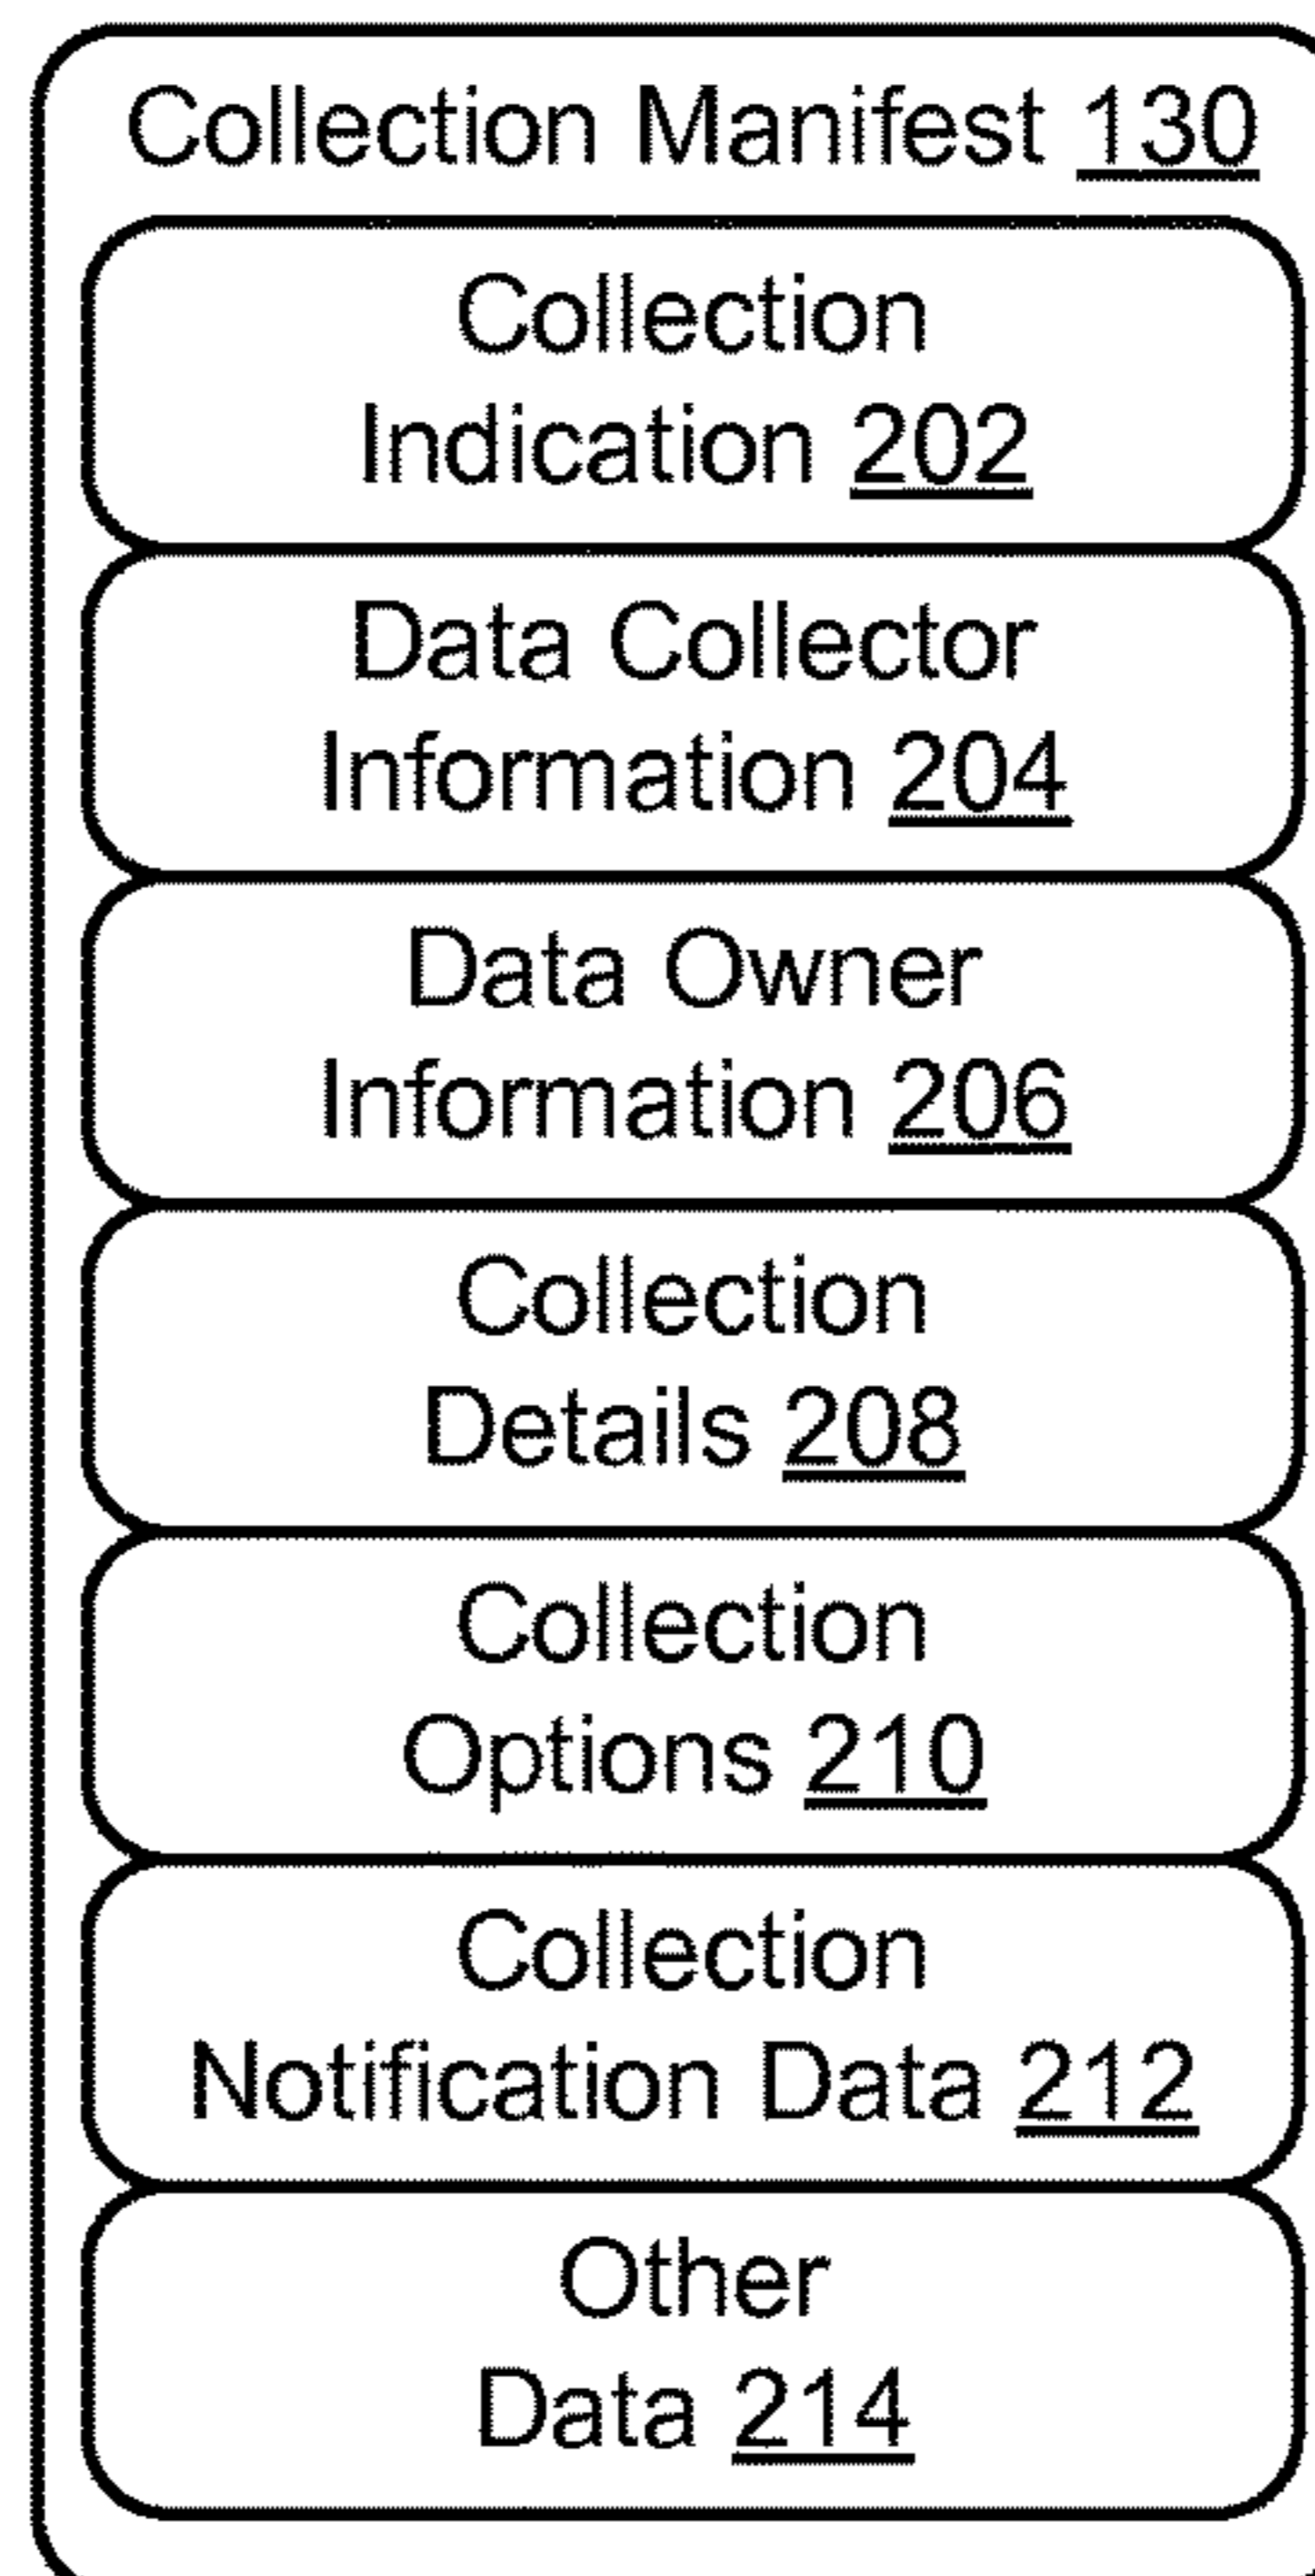 Collection Manifest 130
Collection
Indication 202
Data Collector
Information 204
Data Owner
Information 206
Collection
Details 208
Collection
Options 210
Collection
Notification Data 212
Other
Data 214